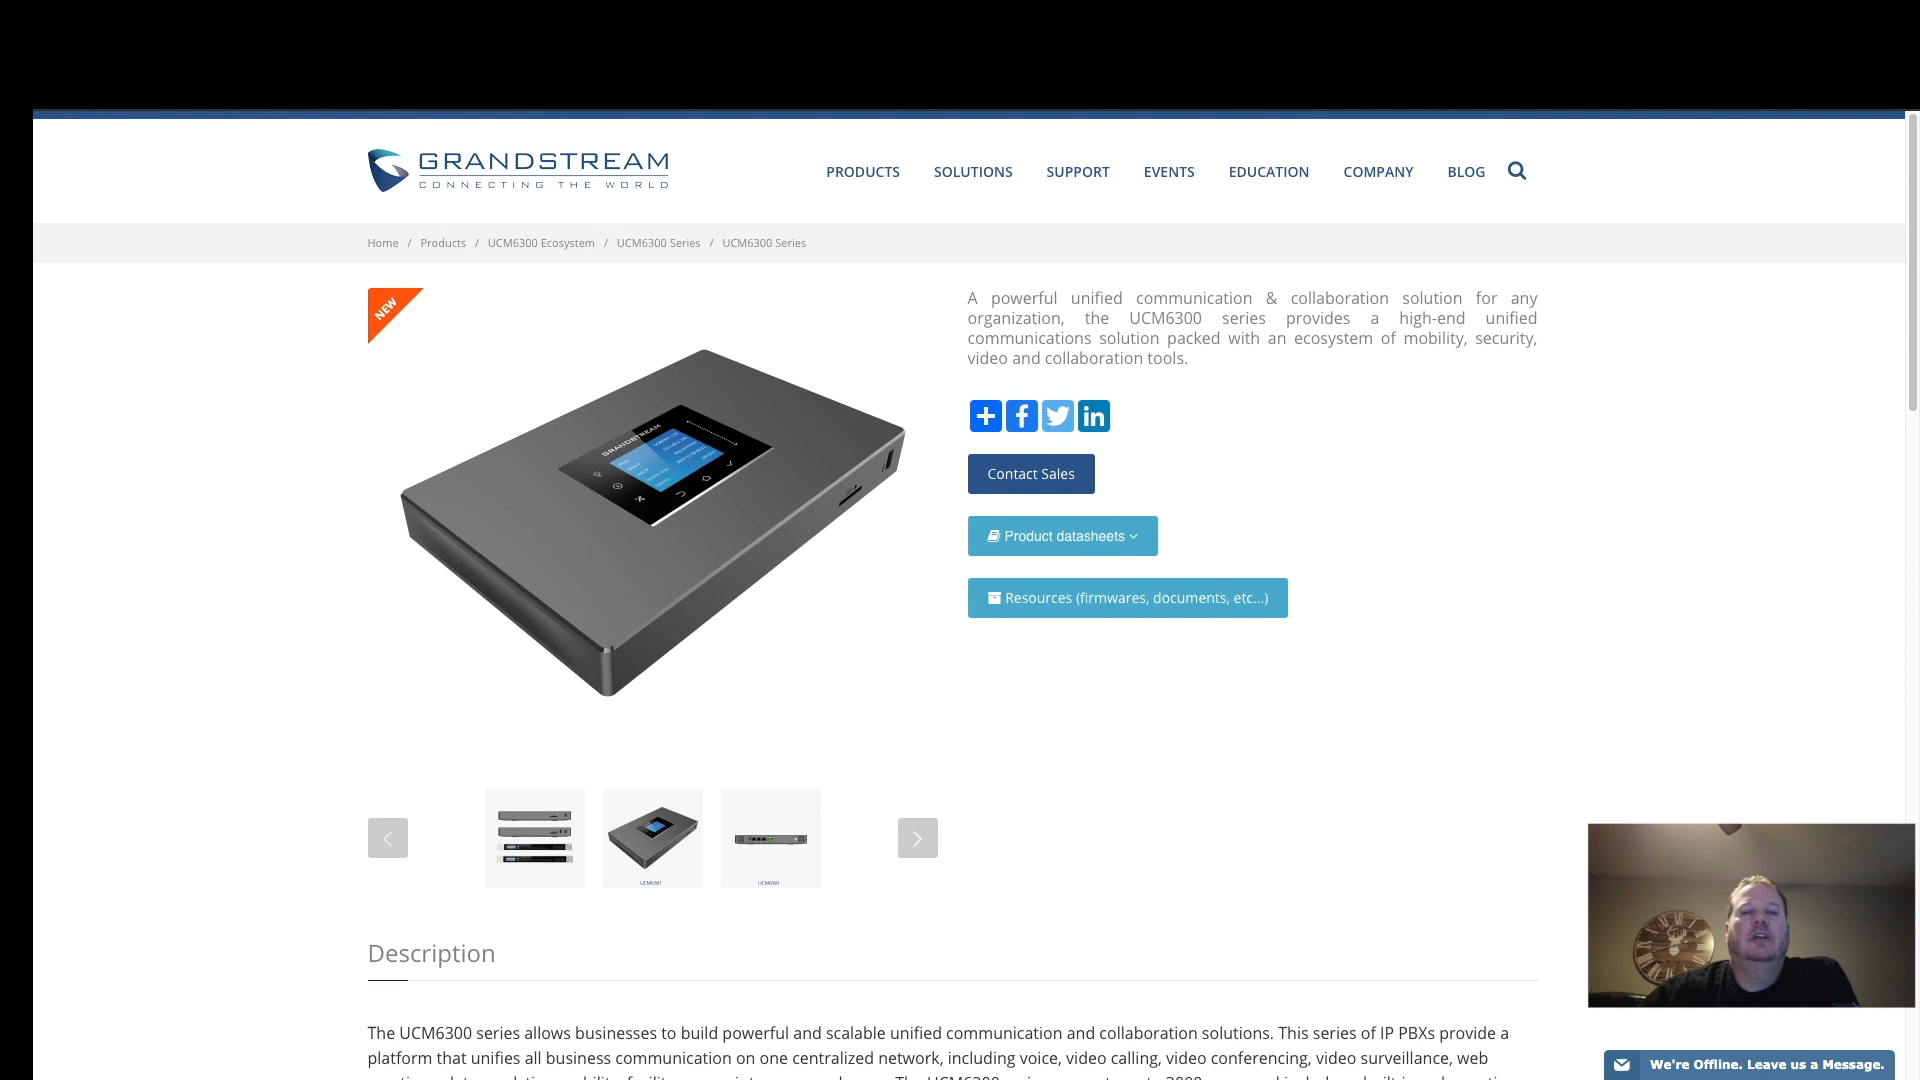 GRANDSTREAM
CONNECTING THE WORLD
PRODUCTS SOLUTIONS SUPPORT EVENTS EDUCATION COMPANY BLOG
Home / Products / UCM6300 Ecosystem / UCM6300 Series / UCM6300 Series
NEW
GRANDSTREAM
A powerful unified communication & collaboration solution for any
organization, the UCM6300 series provides a high-end unified
communications solution packed with an ecosystem of mobility, security,
video and collaboration tools.
Contact Sales
Product datasheets
Resources (firmwares, documents, etc...)
UCM6301
UCM6301
Description
The UCM6300 series allows businesses to build powerful and scalable unified communication and collaboration solutions. This series of IP PBXs provide a
platform that unifies all business communication on one centralized network, including voice, video calling, video conferencing, video surveillance, web
We're Offline. Leave us a Message.